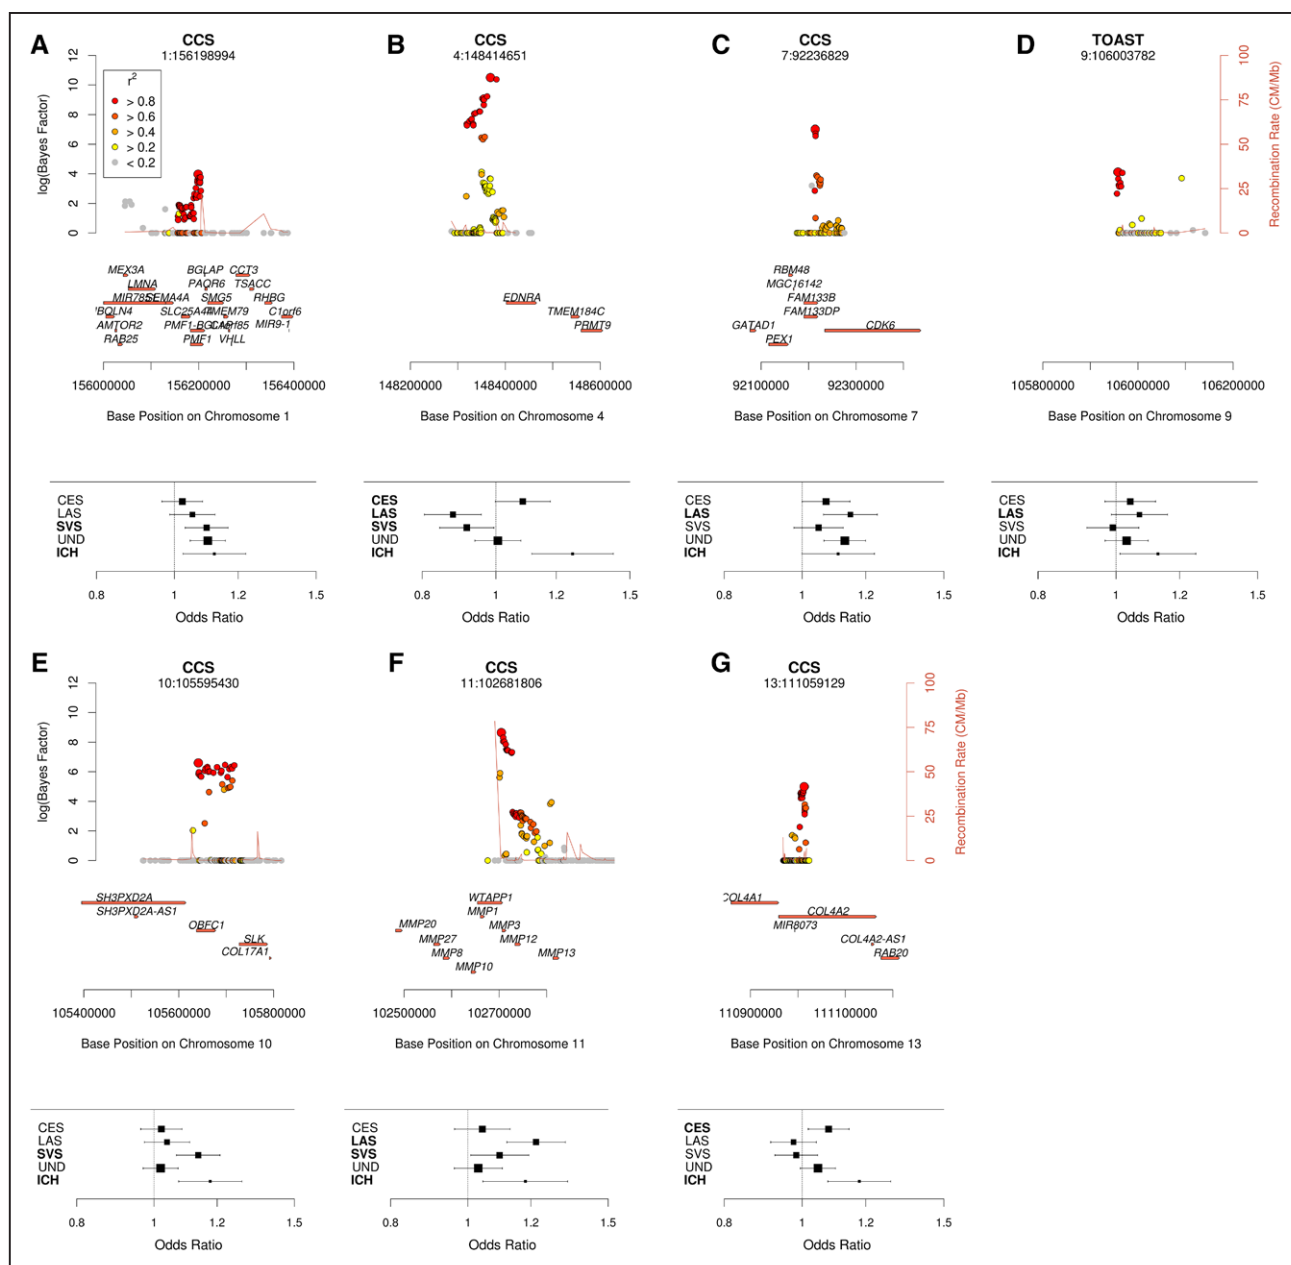 A
CCS
1:156198994
B
CCS
4:148414651
C
CCS
7:92236829
D
TOAST
9:106003782
log(Bayes Factor)
12
10
8
6
4
2
0
r2
> 0.8
> 0.6
> 0.4
> 0.2
< 0.2
100
75
50
25
0
Recombination Rate (CM/Mb)
MEX3A BGLAP CCT3
LMNA PAQR6 TSACC
SEMA4A SMG5 RHBG
SLC25A44 TMEM79 C1orf6
AMTOR2 MIR9-1
RAB25 PMF1 VHLL
EDNRA
TMEM184C
PRMT9
RBM48
MGC16142
FAM133B
FAM133DP
GATAD1 CDK6
PEX1
156000000 156200000 156400000
Base Position on Chromosome 1
148200000 148400000 148600000
Base Position on Chromosome 4
92100000 92300000
Base Position on Chromosome 7
105800000 106000000 106200000
Base Position on Chromosome 9
CES
LAS
SVS
UND
ICH
0.8 1 1.2 1.5
Odds Ratio
CES
LAS
SVS
UND
ICH
0.8 1 1.2 1.5
Odds Ratio
CES
LAS
SVS
UND
ICH
0.8 1 1.2 1.5
Odds Ratio
CES
LAS
SVS
UND
ICH
0.8 1 1.2 1.5
Odds Ratio
E
CCS
10:105595430
F
CCS
11:102681806
G
CCS
13:111059129
log(Bayes Factor)
12
10
8
6
4
2
0
100
75
50
25
0
Recombination Rate (CM/Mb)
SH3PXD2A
SH3PXD2A-AS1
OBFC1
SLK
COL17A1
WTAPP1
MMP1
MMP20 MMP3
MMP27 MMP12
MMP8 MMP13
MMP10
COL4A1
COL4A2
MIR8073
COL4A2-AS1
RAB20
105400000 105600000 105800000
Base Position on Chromosome 10
102500000 102700000
Base Position on Chromosome 11
110900000 111100000
Base Position on Chromosome 13
CES
LAS
SVS
UND
ICH
0.8 1 1.2 1.5
Odds Ratio
CES
LAS
SVS
UND
ICH
0.8 1 1.2 1.5
Odds Ratio
CES
LAS
SVS
UND
ICH
0.8 1 1.2 1.5
Odds Ratio